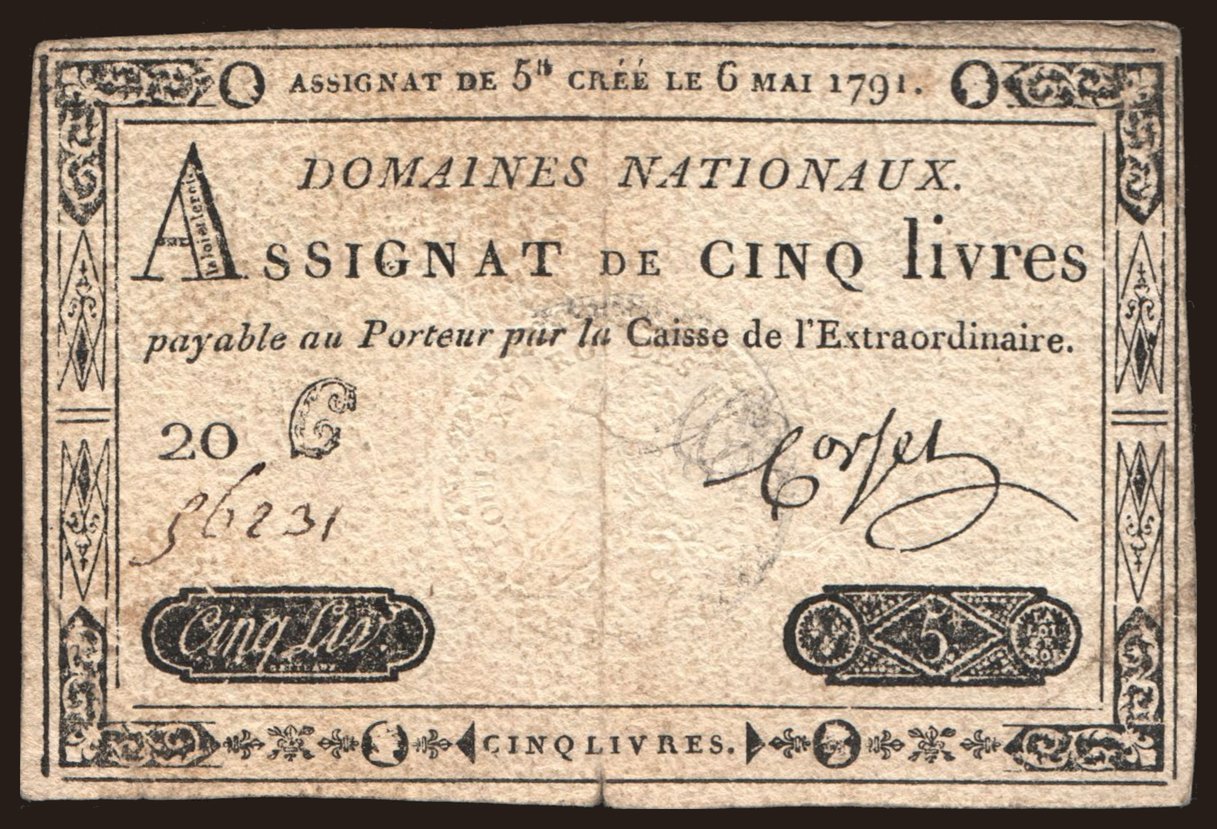 ASSIGNAT DE 5lt CRÉÉ LE 6 MAI 1791.
DOMAINES NATIONAUX.
ASSIGNAT DE CINQ livres
payable au Porteur par la Caisse de l'Extraordinaire.
20 C
56231
Corset
Cinq Liv.
5
CINQ LIVRES.